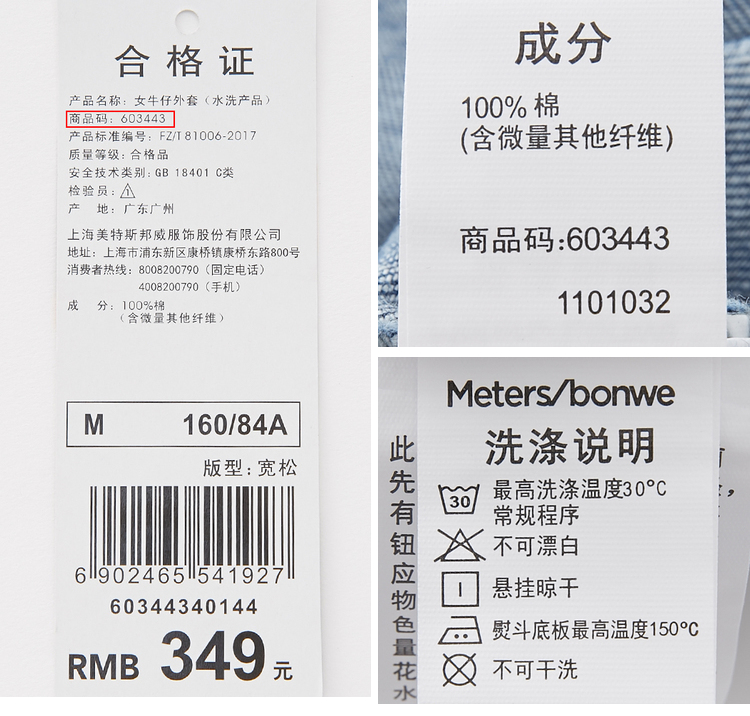 合格证
产品名称：女牛仔外套（水洗产品）
商品码：603443
产品标准编号：FZ/T 81006-2017
质量等级：合格品
安全技术类别：GB 18401 C类
检验员：1
产 地：广东广州
上海美特斯邦威服饰股份有限公司
地址：上海市浦东新区康桥镇康桥东路800号
消费者热线：8008200790（固定电话）
4008200790（手机）
成 分：100%棉
（含微量其他纤维）
M 160/84A
版型：宽松
6 902465 541927
60344340144
RMB 349元
成分
100% 棉
(含微量其他纤维)
商品码:603443
1101032
Meters/bonwe
洗涤说明
30 最高洗涤温度30°C
常规程序
不可漂白
悬挂晾干
熨斗底板最高温度150°C
不可干洗
此先有钮应物色量花水